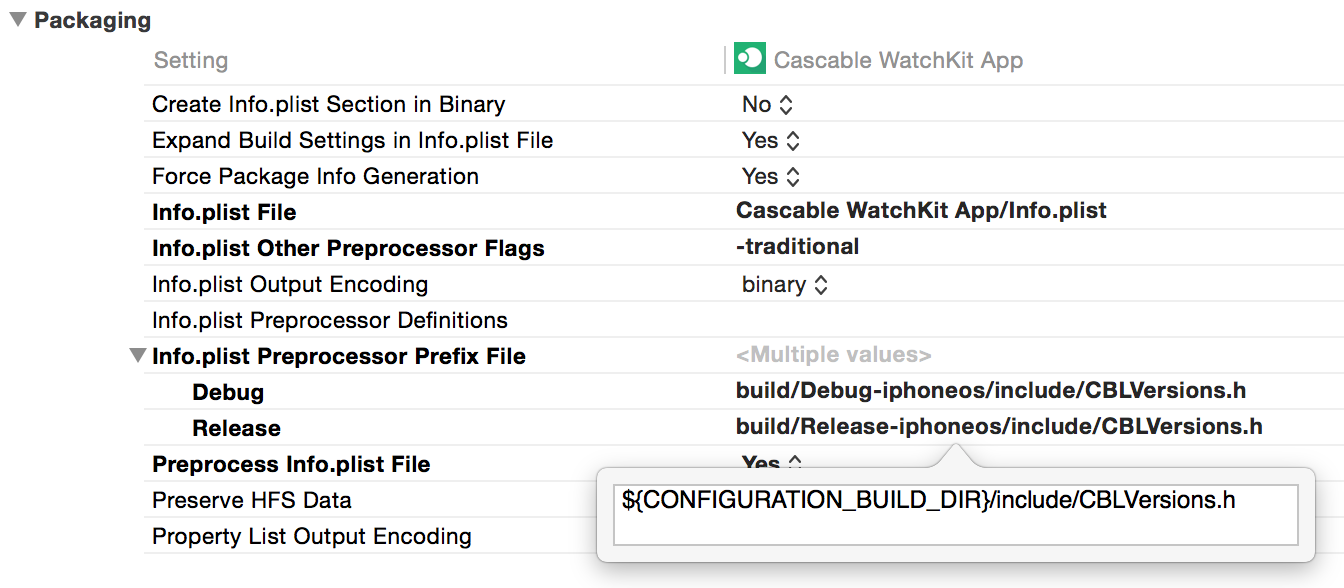 Packaging
Setting Cascable WatchKit App
Create Info.plist Section in Binary No
Expand Build Settings in Info.plist File Yes
Force Package Info Generation Yes
Info.plist File Cascable WatchKit App/Info.plist
Info.plist Other Preprocessor Flags -traditional
Info.plist Output Encoding binary
Info.plist Preprocessor Definitions
Info.plist Preprocessor Prefix File <Multiple values>
Debug build/Debug-iphoneos/include/CBLVersions.h
Release build/Release-iphoneos/include/CBLVersions.h
Preprocess Info.plist File Yes
Preserve HFS Data ${CONFIGURATION_BUILD_DIR}/include/CBLVersions.h
Property List Output Encoding